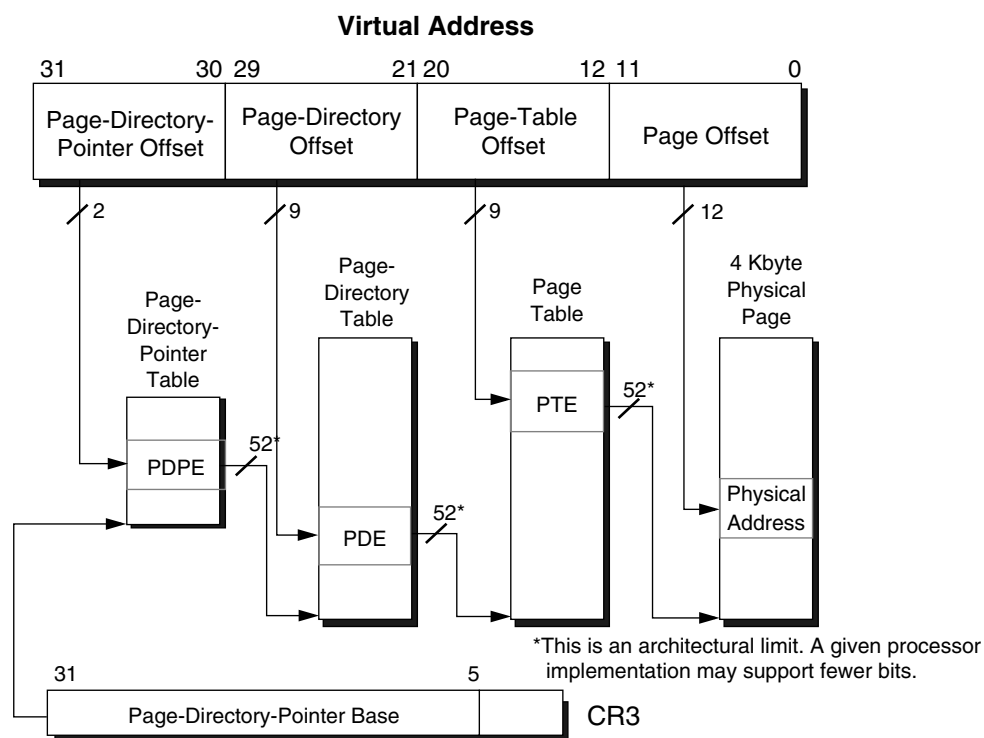 Virtual Address
31 30 29 21 20 12 11 0
Page-Directory-
Pointer Offset
Page-Directory
Offset
Page-Table
Offset
Page Offset
2
9
9
12
Page-
Directory-
Pointer
Table
Page-
Directory
Table
Page
Table
4 Kbyte
Physical
Page
PDPE
52*
PDE
52*
PTE
52*
Physical
Address
*This is an architectural limit. A given processor
implementation may support fewer bits.
31 5
Page-Directory-Pointer Base
CR3